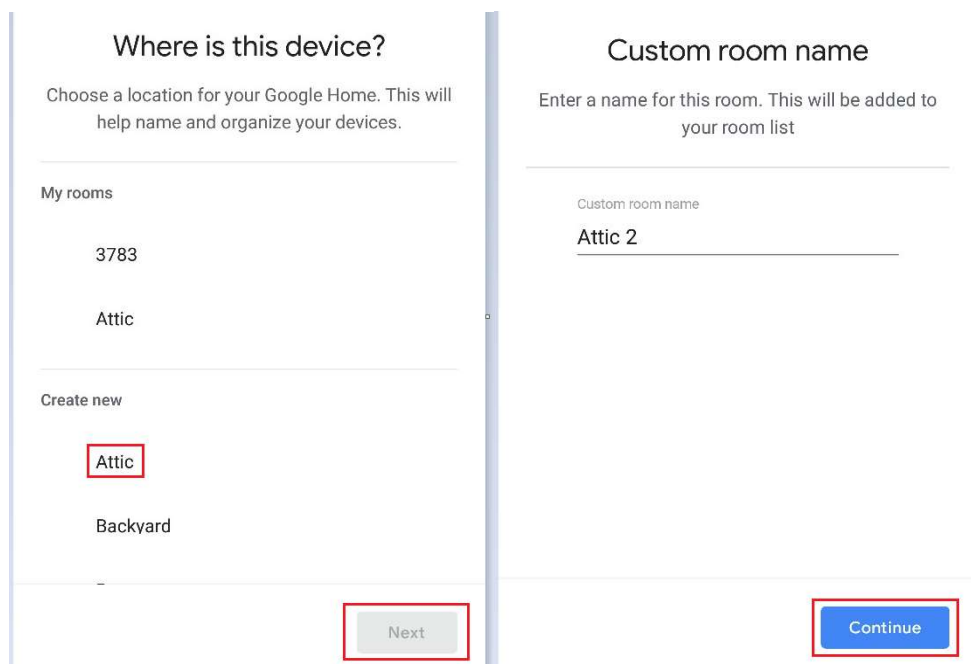 Where is this device?
Choose a location for your Google Home. This will
help name and organize your devices.
My rooms
3783
Attic
Create new
Attic
Backyard
Next
Custom room name
Enter a name for this room. This will be added to
your room list
Custom room name
Attic 2
Continue